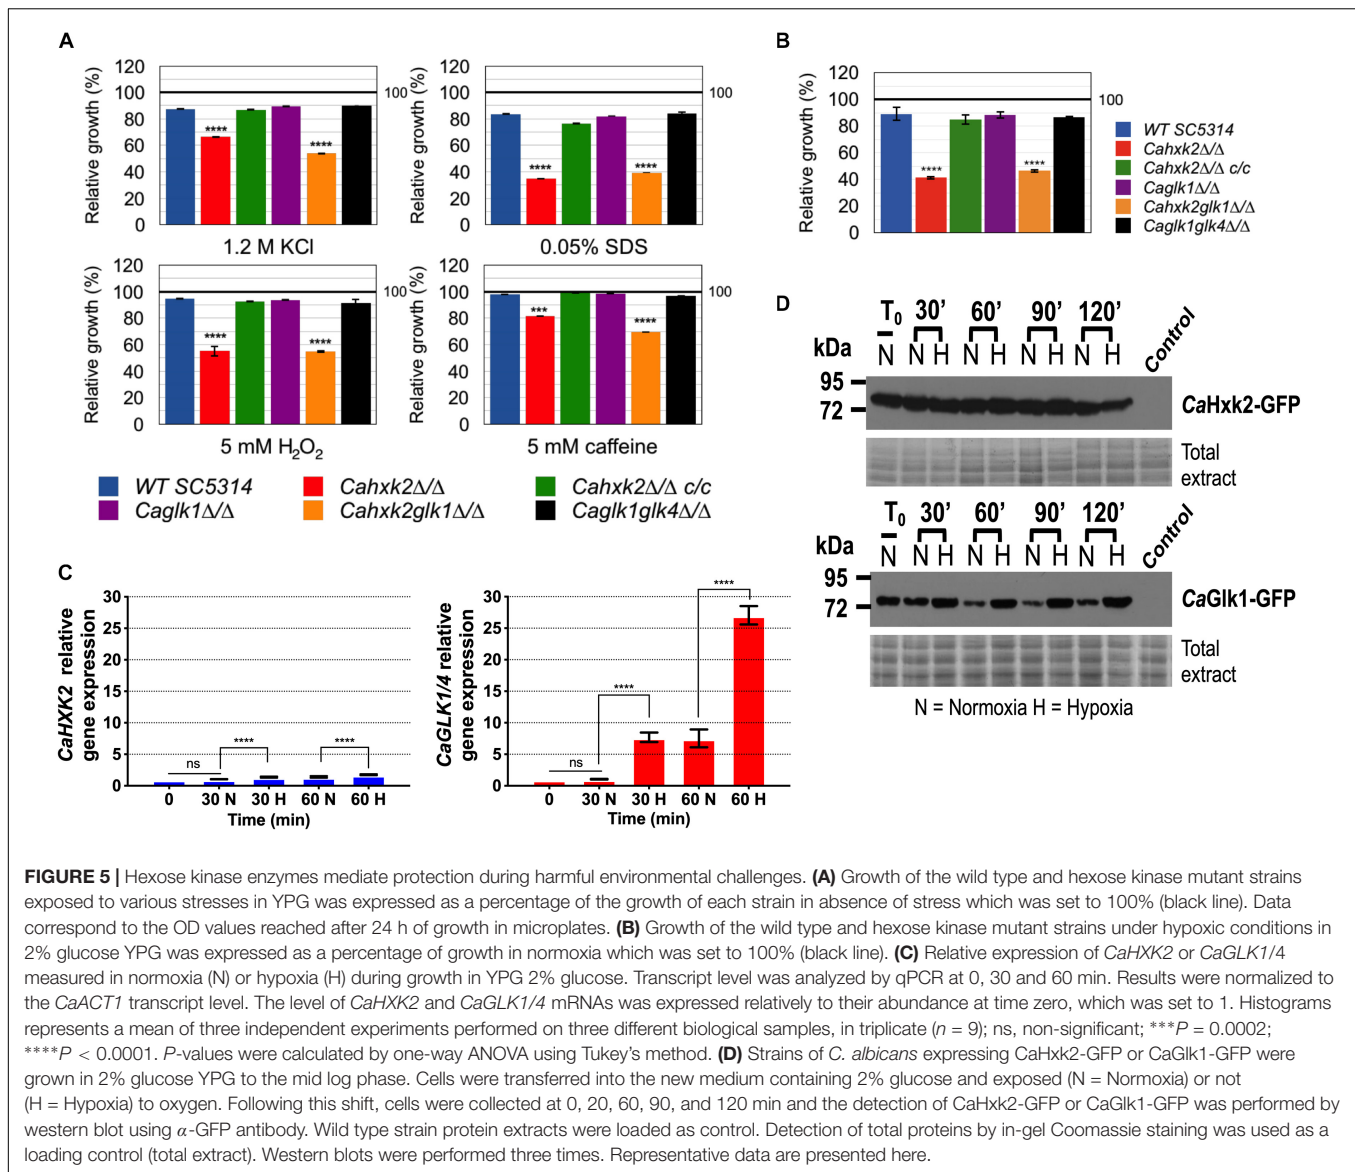 A
Relative growth (%)
120
100
80
60
40
20
0
100
****
****
1.2 M KCl
Relative growth (%)
120
100
80
60
40
20
0
100
****
****
0.05% SDS
Relative growth (%)
120
100
80
60
40
20
0
100
****
****
5 mM H₂O₂
Relative growth (%)
120
100
80
60
40
20
0
100
***
****
5 mM caffeine
WT SC5314
Cahxk2Δ/Δ
Cahxk2Δ/Δ c/c
Caglk1Δ/Δ
Cahxk2glk1Δ/Δ
Caglk1glk4Δ/Δ
B
Relative growth (%)
120
100
80
60
40
20
0
100
****
****
WT SC5314
Cahxk2Δ/Δ
Cahxk2Δ/Δ c/c
Caglk1Δ/Δ
Cahxk2glk1Δ/Δ
Caglk1glk4Δ/Δ
C
CaHXK2 relative
gene expression
30
25
20
15
10
5
0
ns
****
****
0 30 N 30 H 60 N 60 H
Time (min)
CaGLK1/4 relative
gene expression
30
25
20
15
10
5
0
ns
****
****
0 30 N 30 H 60 N 60 H
Time (min)
D
T₀ 30' 60' 90' 120'
kDa N N H N H N H N H Control
95
72
CaHxk2-GFP
Total
extract
T₀ 30' 60' 90' 120'
kDa N N H N H N H N H Control
95
72
CaGlk1-GFP
Total
extract
N = Normoxia H = Hypoxia
FIGURE 5 | Hexose kinase enzymes mediate protection during harmful environmental challenges. (A) Growth of the wild type and hexose kinase mutant strains
exposed to various stresses in YPG was expressed as a percentage of the growth of each strain in absence of stress which was set to 100% (black line). Data
correspond to the OD values reached after 24 h of growth in microplates. (B) Growth of the wild type and hexose kinase mutant strains under hypoxic conditions in
2% glucose YPG was expressed as a percentage of growth in normoxia which was set to 100% (black line). (C) Relative expression of CaHXK2 or CaGLK1/4
measured in normoxia (N) or hypoxia (H) during growth in YPG 2% glucose. Transcript level was analyzed by qPCR at 0, 30 and 60 min. Results were normalized to
the CaACT1 transcript level. The level of CaHXK2 and CaGLK1/4 mRNAs was expressed relatively to their abundance at time zero, which was set to 1. Histograms
represents a mean of three independent experiments performed on three different biological samples, in triplicate (n = 9); ns, non-significant; ***P = 0.0002;
****P < 0.0001. P-values were calculated by one-way ANOVA using Tukey's method. (D) Strains of C. albicans expressing CaHxk2-GFP or CaGlk1-GFP were
grown in 2% glucose YPG to the mid log phase. Cells were transferred into the new medium containing 2% glucose and exposed (N = Normoxia) or not
(H = Hypoxia) to oxygen. Following this shift, cells were collected at 0, 20, 60, 90, and 120 min and the detection of CaHxk2-GFP or CaGlk1-GFP was performed by
western blot using α-GFP antibody. Wild type strain protein extracts were loaded as control. Detection of total proteins by in-gel Coomassie staining was used as a
loading control (total extract). Western blots were performed three times. Representative data are presented here.